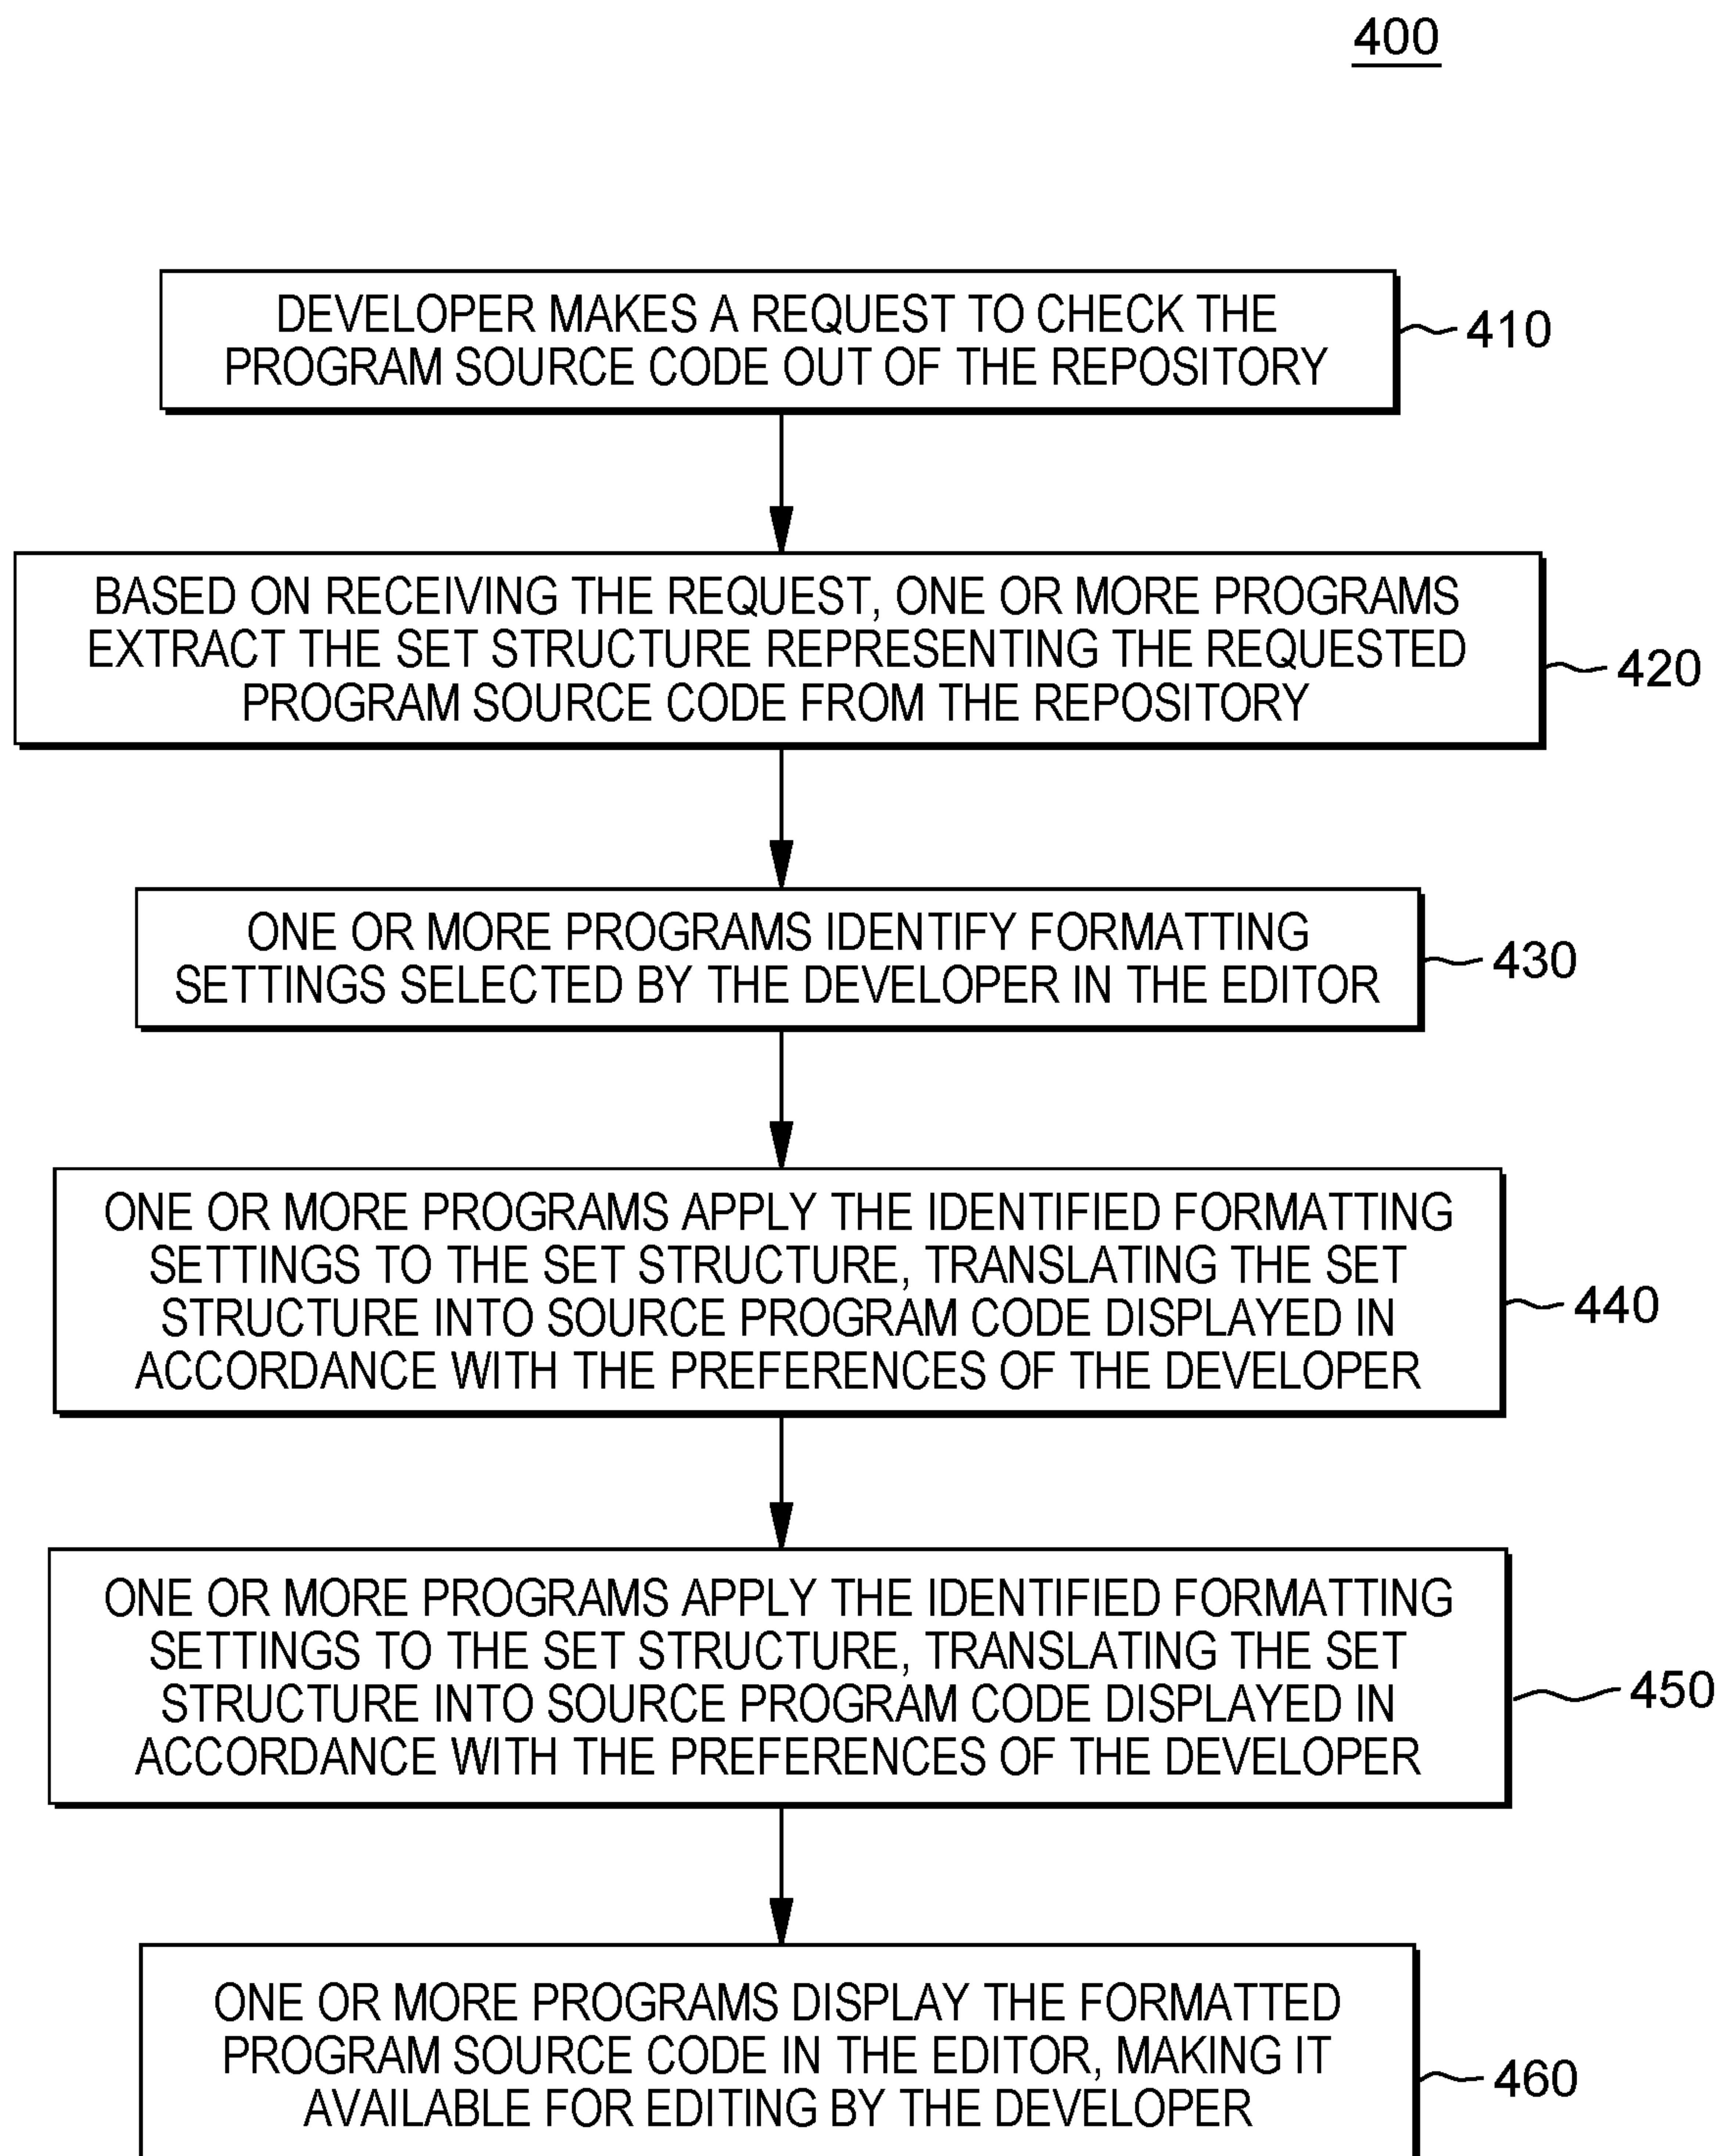 400
DEVELOPER MAKES A REQUEST TO CHECK THE
PROGRAM SOURCE CODE OUT OF THE REPOSITORY
410
BASED ON RECEIVING THE REQUEST, ONE OR MORE PROGRAMS
EXTRACT THE SET STRUCTURE REPRESENTING THE REQUESTED
PROGRAM SOURCE CODE FROM THE REPOSITORY
420
ONE OR MORE PROGRAMS IDENTIFY FORMATTING
SETTINGS SELECTED BY THE DEVELOPER IN THE EDITOR
430
ONE OR MORE PROGRAMS APPLY THE IDENTIFIED FORMATTING
SETTINGS TO THE SET STRUCTURE, TRANSLATING THE SET
STRUCTURE INTO SOURCE PROGRAM CODE DISPLAYED IN
ACCORDANCE WITH THE PREFERENCES OF THE DEVELOPER
440
ONE OR MORE PROGRAMS APPLY THE IDENTIFIED FORMATTING
SETTINGS TO THE SET STRUCTURE, TRANSLATING THE SET
STRUCTURE INTO SOURCE PROGRAM CODE DISPLAYED IN
ACCORDANCE WITH THE PREFERENCES OF THE DEVELOPER
450
ONE OR MORE PROGRAMS DISPLAY THE FORMATTED
PROGRAM SOURCE CODE IN THE EDITOR, MAKING IT
AVAILABLE FOR EDITING BY THE DEVELOPER
460